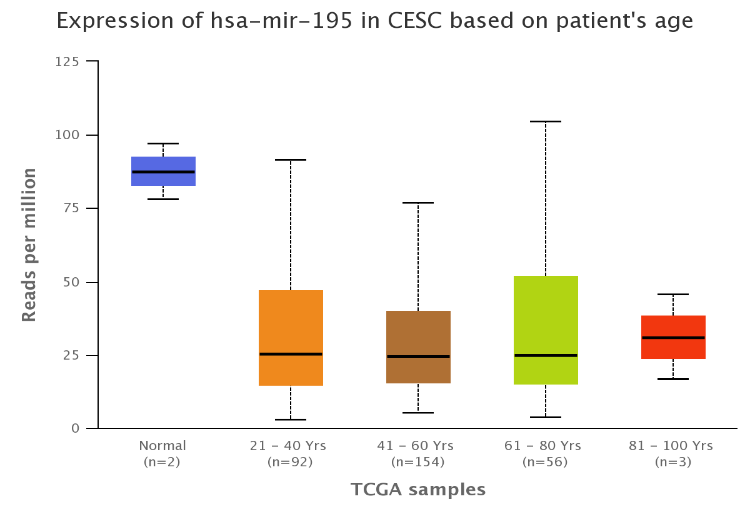 Expression of hsa-mir-195 in CESC based on patient's age
125
100
75
50
25
0
Reads per million
Normal
(n=2)
21 - 40 Yrs
(n=92)
41 - 60 Yrs
(n=154)
61 - 80 Yrs
(n=56)
81 - 100 Yrs
(n=3)
TCGA samples